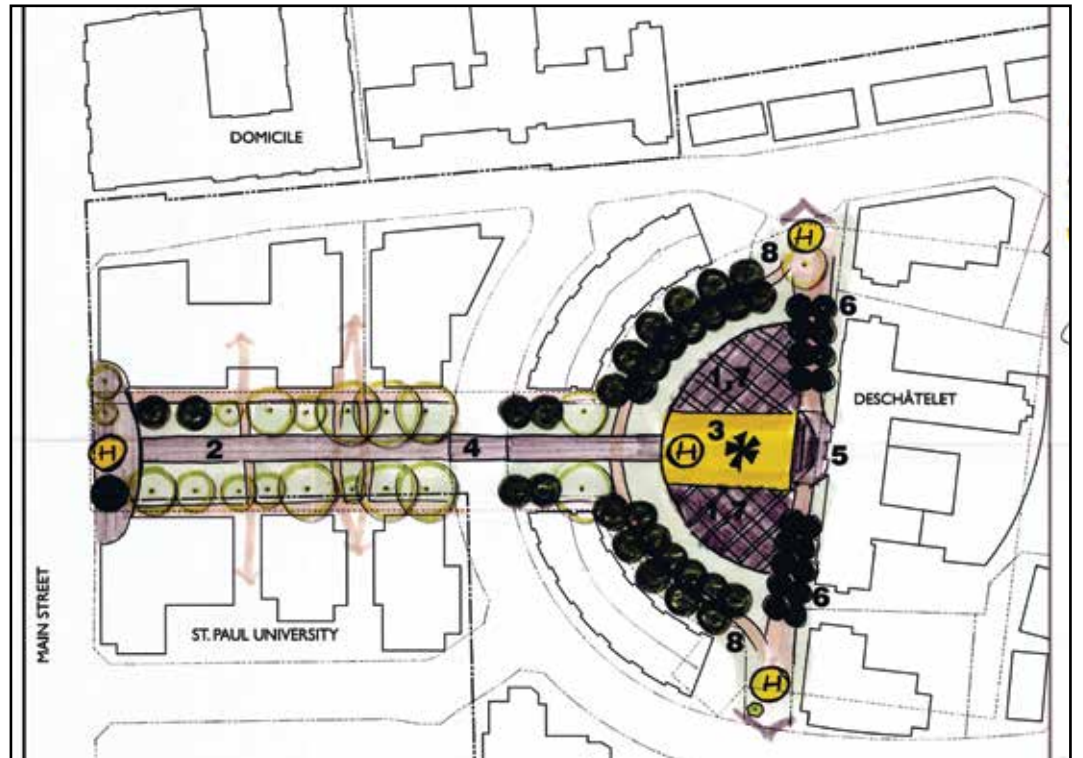 DOMICILE
H
8
6
1,7
DESCHÂTELET
3
H
2
4
H
5
1,7
6
MAIN STREET
ST. PAUL UNIVERSITY
8
H